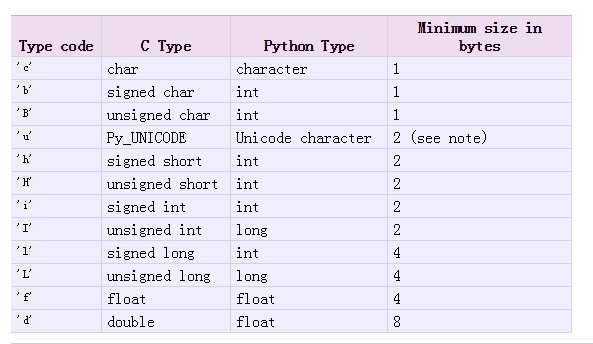 Type code C Type Python Type Minimum size in bytes
'c' char character 1
'b' signed char int 1
'B' unsigned char int 1
'u' Py_UNICODE Unicode character 2 (see note)
'h' signed short int 2
'H' unsigned short int 2
'i' signed int int 2
'I' unsigned int long 2
'l' signed long int 4
'L' unsigned long long 4
'f' float float 4
'd' double float 8